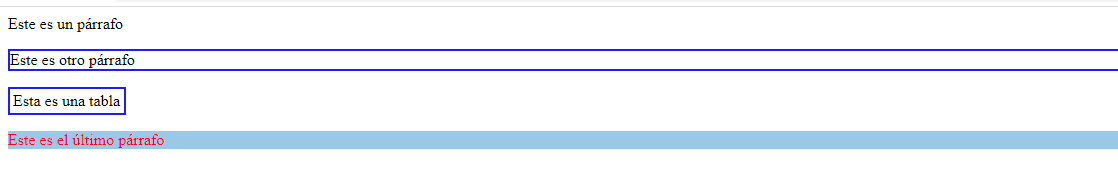 Este es un párrafo
Este es otro párrafo
Esta es una tabla
Este es el último párrafo